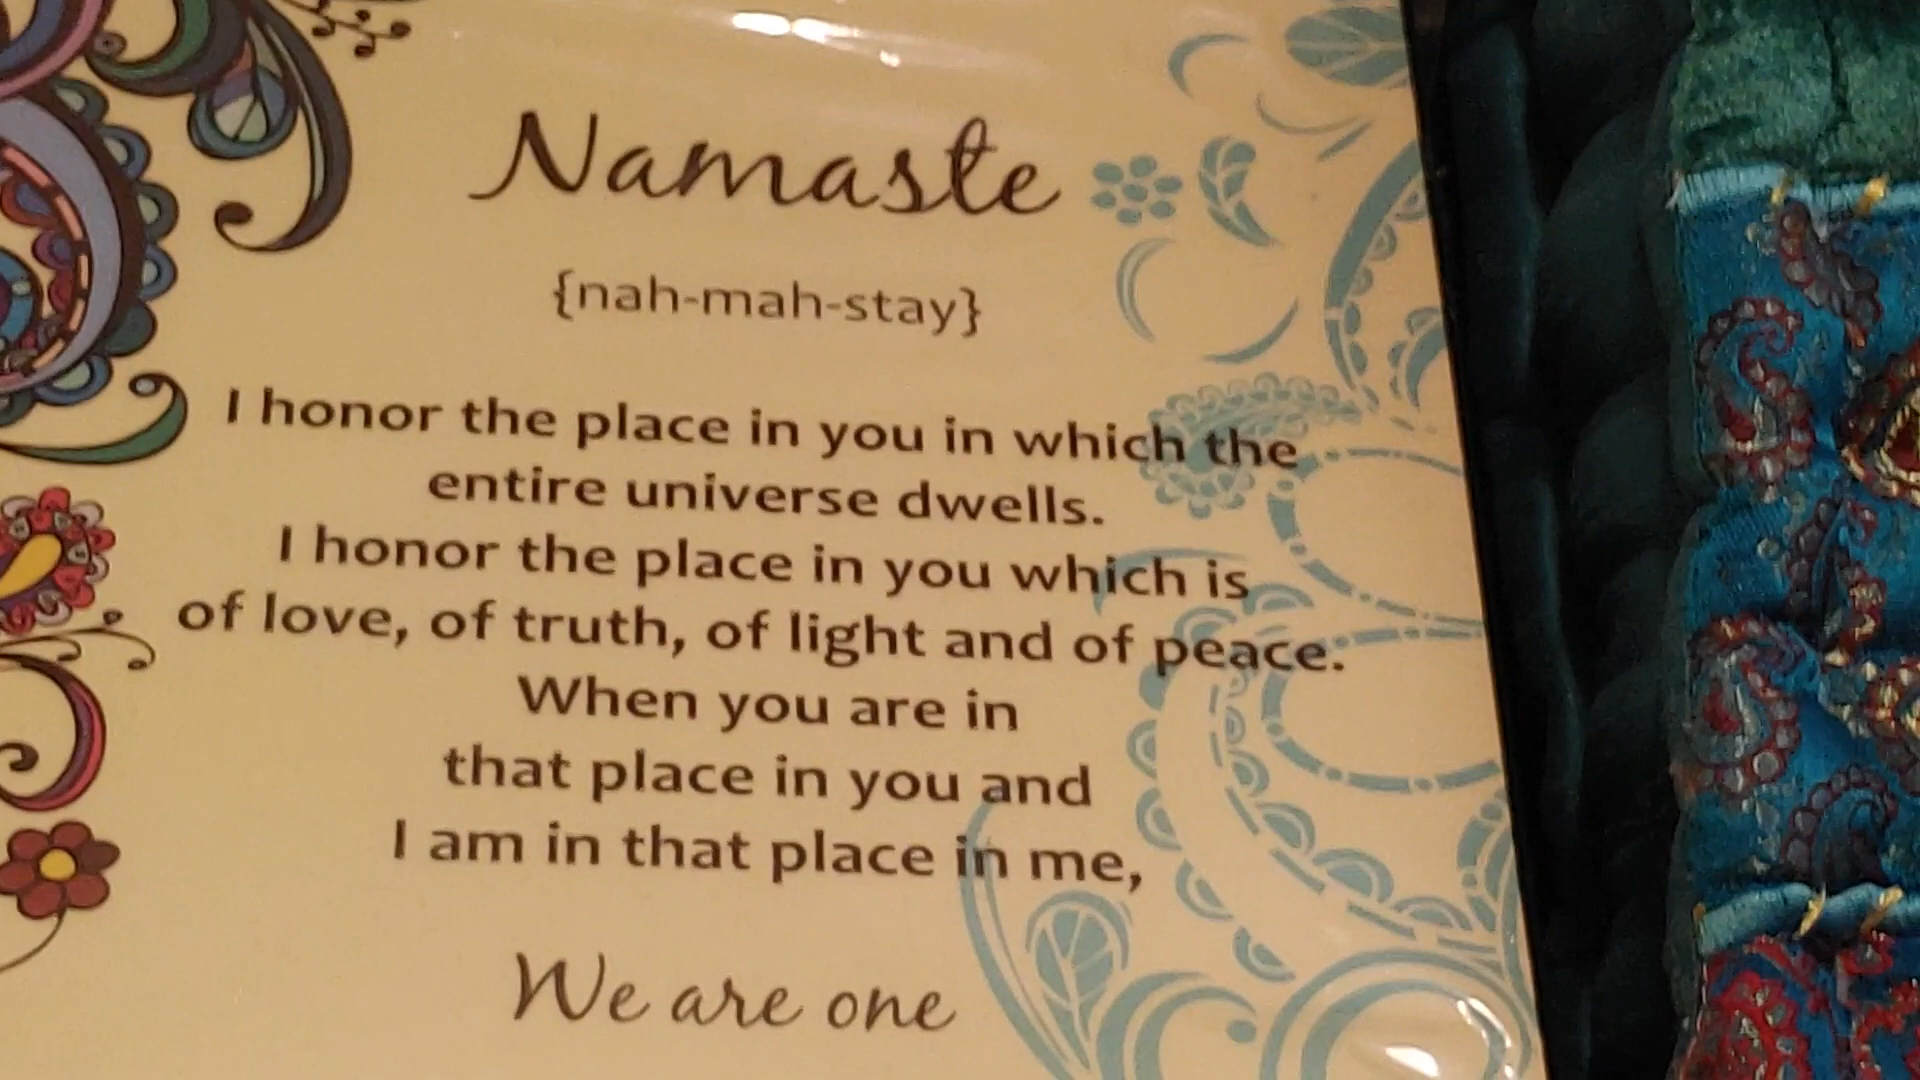 Namaste
{nah-mah-stay}
I honor the place in you in which the
entire universe dwells.
I honor the place in you which is
of love, of truth, of light and of peace.
When you are in
that place in you and
I am in that place in me,
We are one